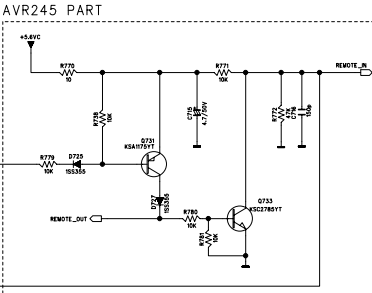 AVR245 PART
+5.6VC
R770
10
R771
10K
REMOTE_IN
R738
10K
C715
4.7/50V
R772
47K
C716
150p
Q731
KSA1175YT
R779
10K
D725
1SS355
D727
1SS355
Q733
KSC2785YT
REMOTE_OUT
R780
10K
R781
10K